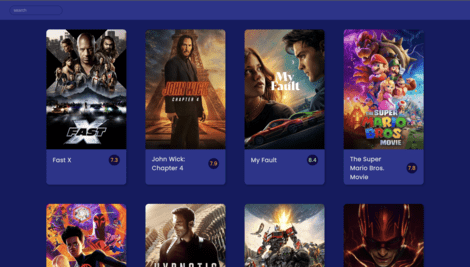 search
FAST X
JOHN WICK
CHAPTER 4
My
Fault
THE
SUPER
MARIO
BROS.
MOVIE
Fast X
7.3
John Wick:
Chapter 4
7.9
My Fault
8.4
The Super
Mario Bros.
Movie
7.8
HYPNOTIC